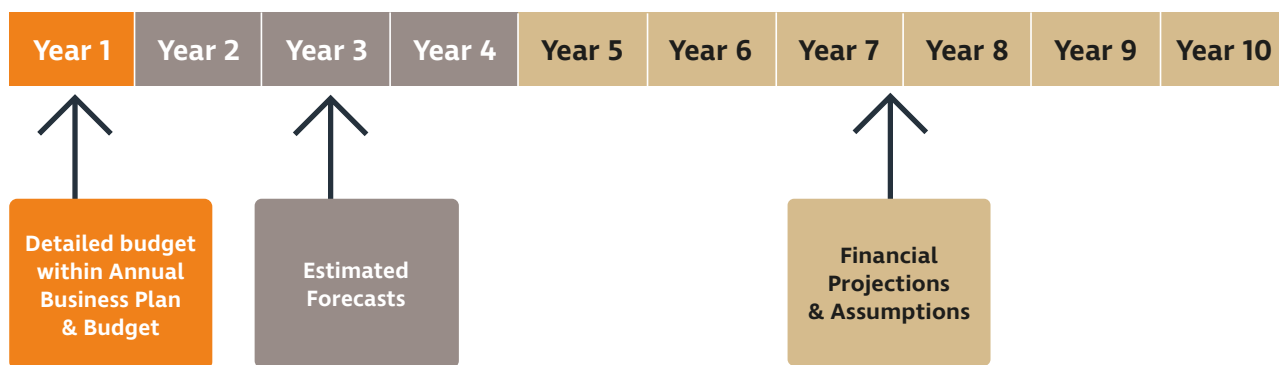 Year 1 Year 2 Year 3 Year 4 Year 5 Year 6 Year 7 Year 8 Year 9 Year 10
Detailed budget
within Annual
Business Plan
& Budget
Estimated
Forecasts
Financial
Projections
& Assumptions